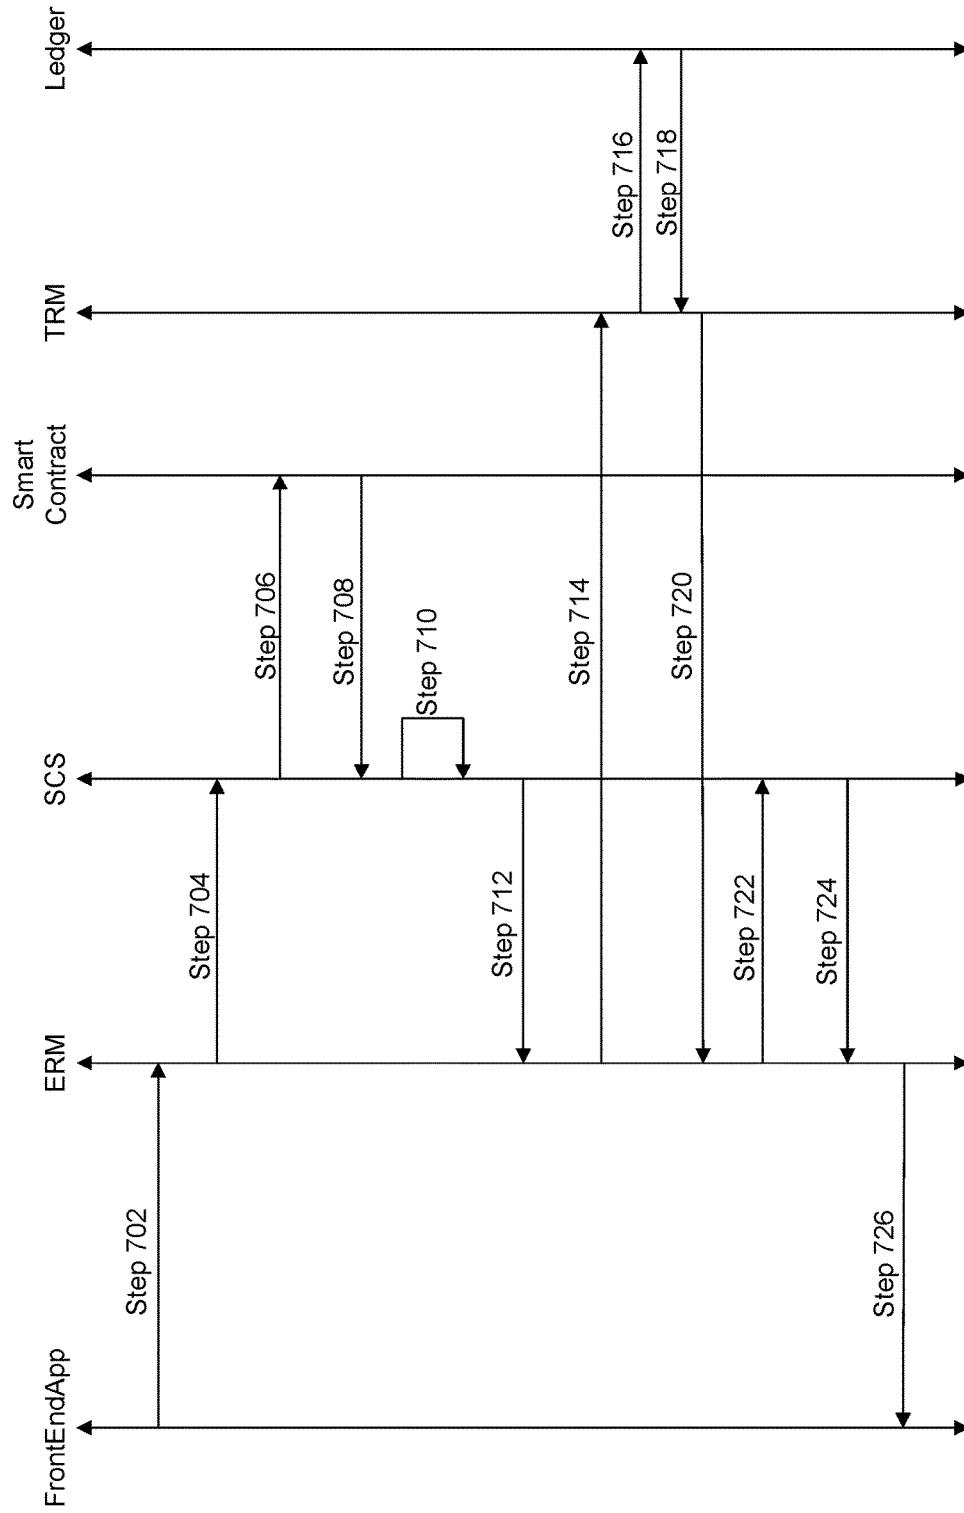 FrontEndApp
ERM
SCS
Smart
Contract
TRM
Ledger
Step 702
Step 704
Step 706
Step 708
Step 710
Step 712
Step 714
Step 716
Step 718
Step 720
Step 722
Step 724
Step 726